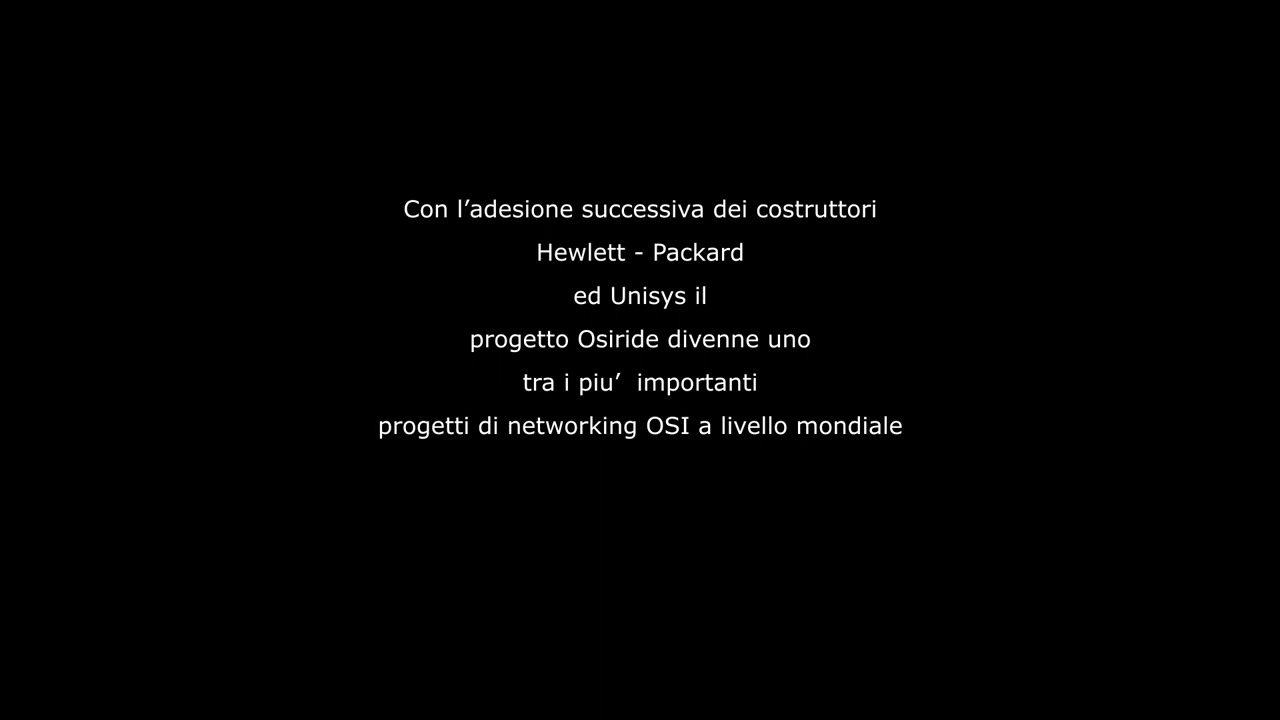 Con l’adesione successiva dei costruttori
Hewlett - Packard
ed Unisys il
progetto Osiride divenne uno
tra i piu’ importanti
progetti di networking OSI a livello mondiale